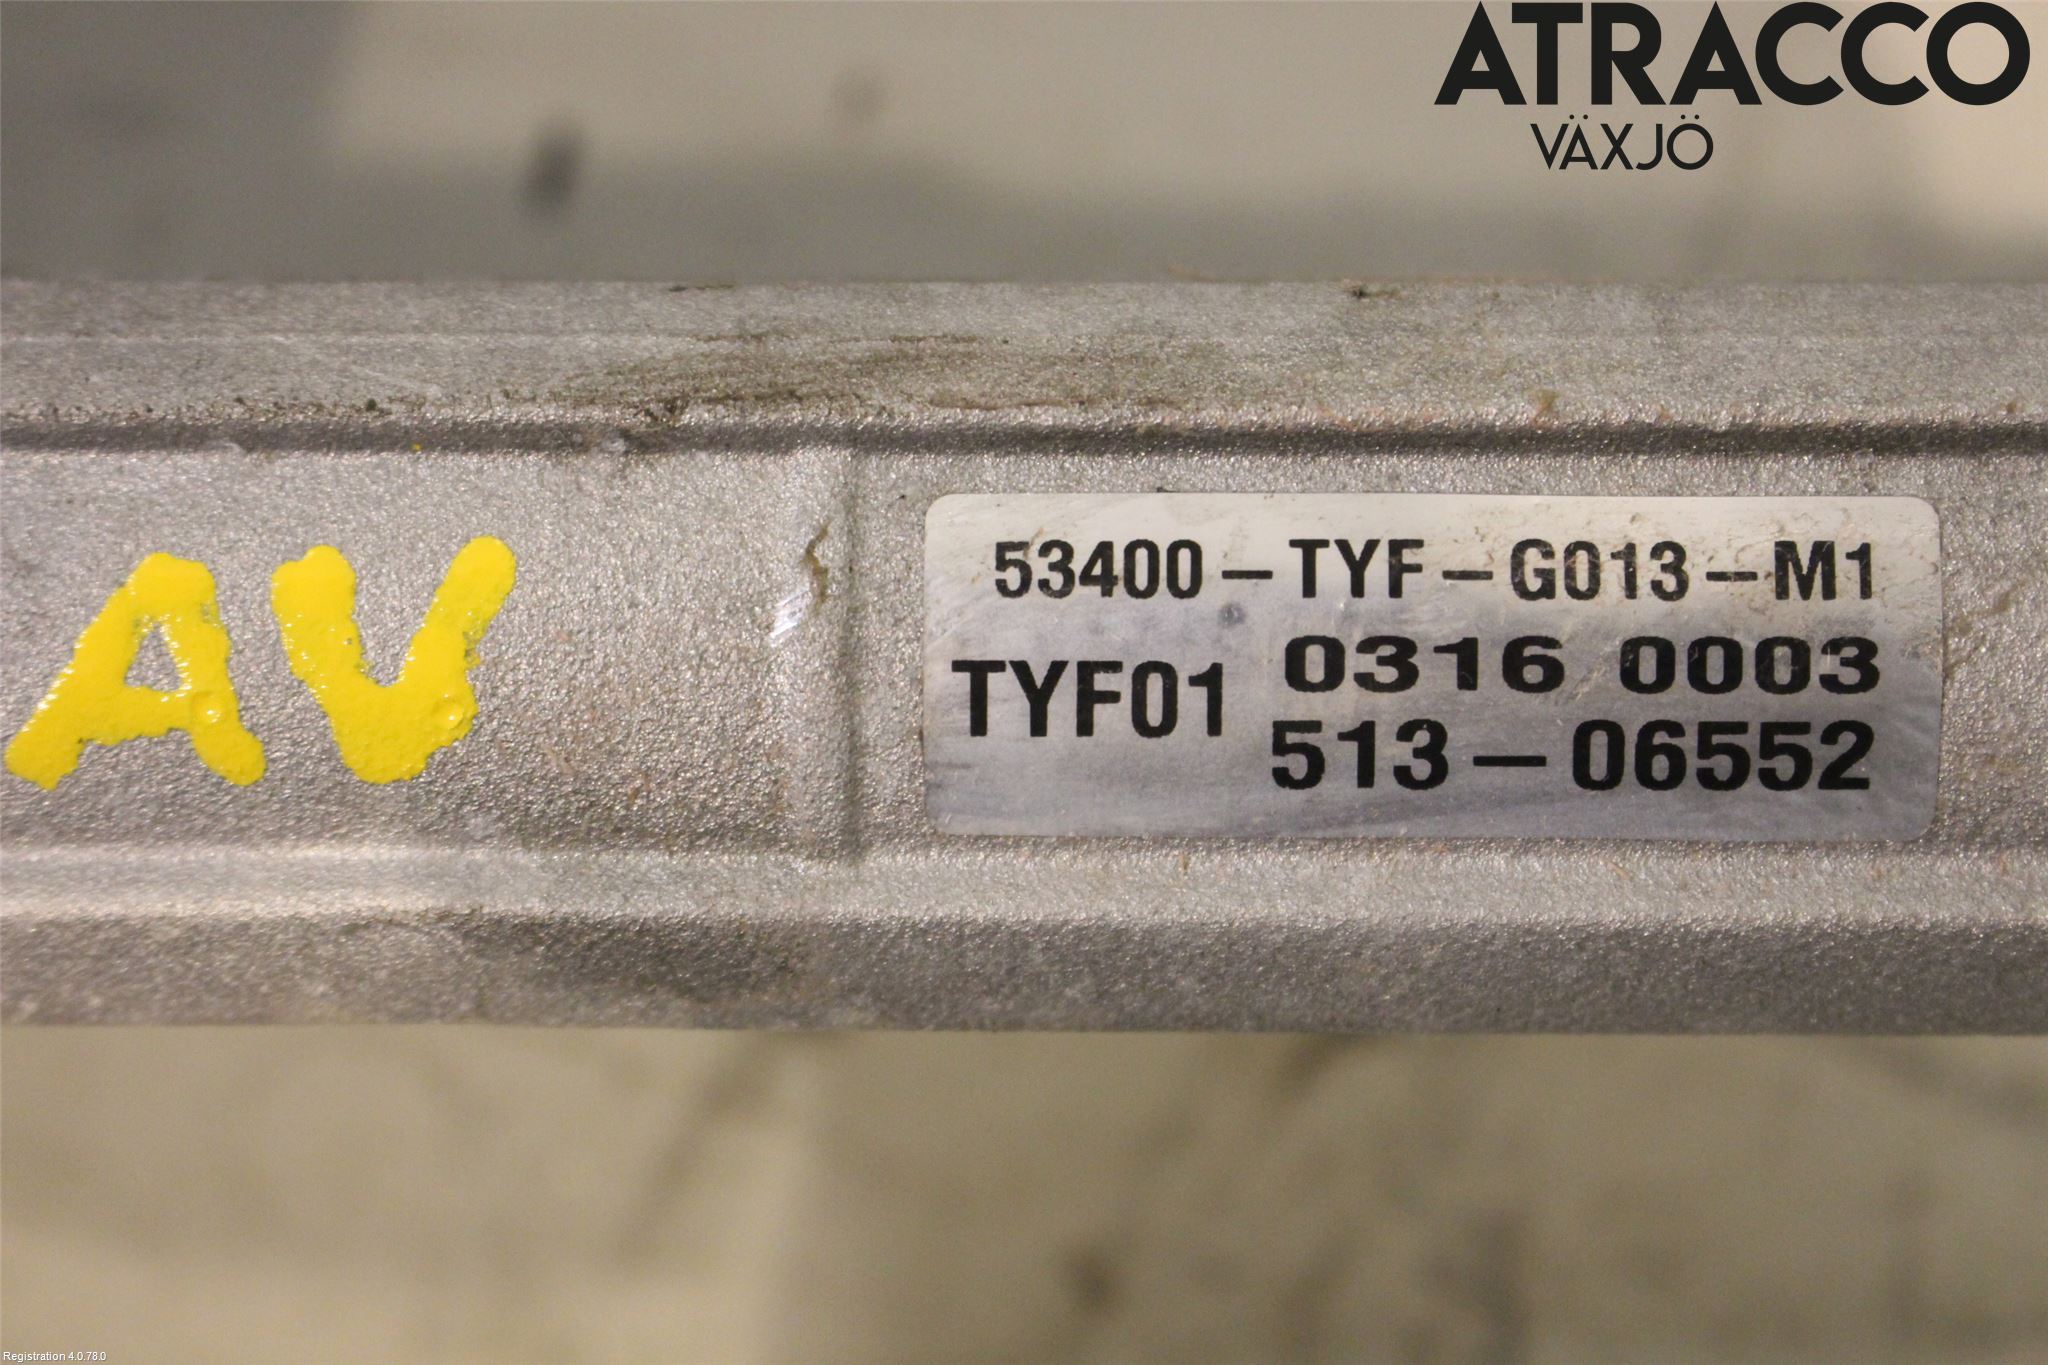 ATRACCO
VÄXJÖ
AV
53400-TYF-G013-M1
TYF01
0316 0003
513-06552
Registration 4.0.78.0